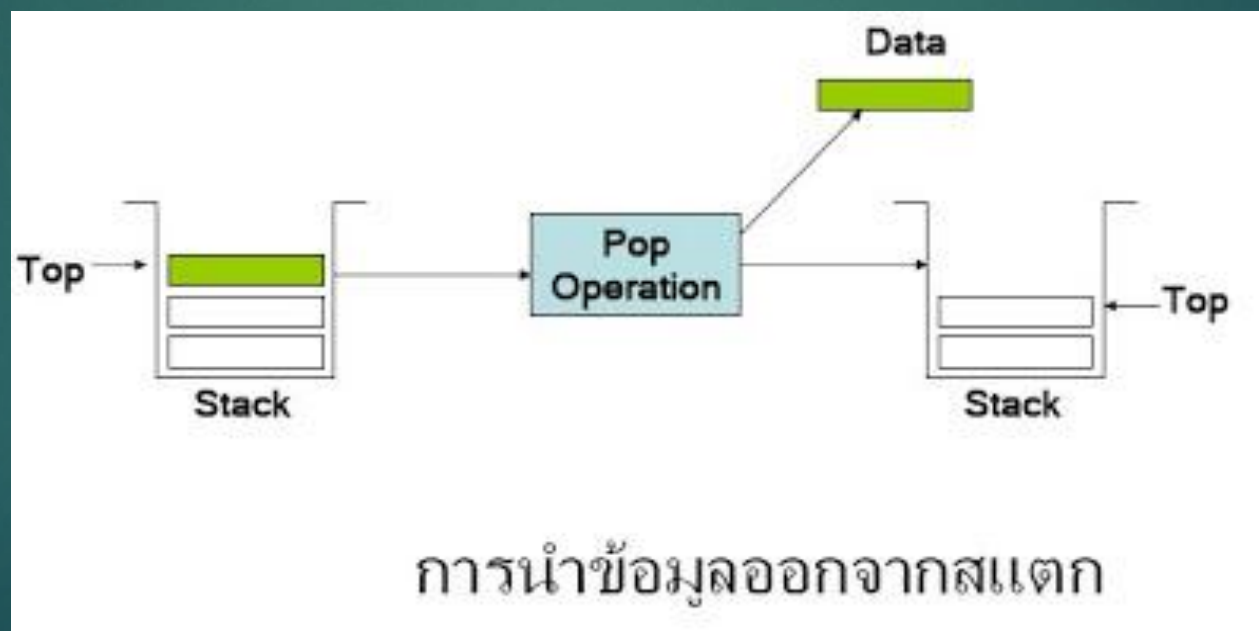 Data
Top
Pop
Operation
Top
Stack
Stack
การนำข้อมูลออกจากสแตก